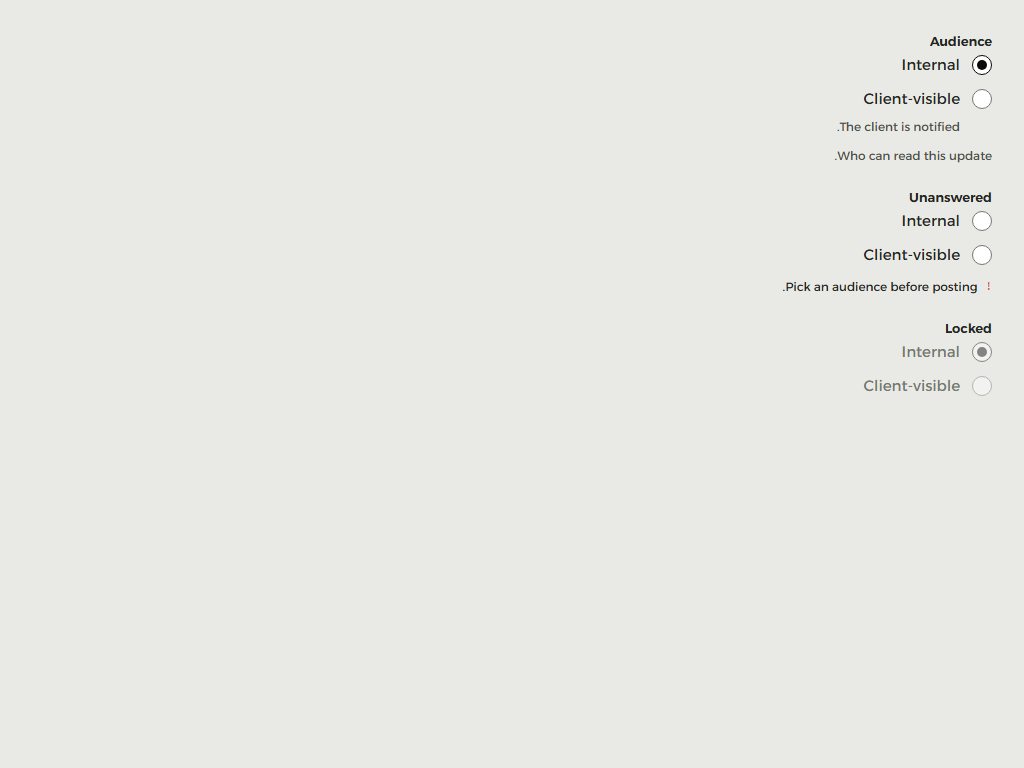 Audience
Internal
Client-visible
.The client is notified
.Who can read this update
Unanswered
Internal
Client-visible
.Pick an audience before posting !
Locked
Internal
Client-visible